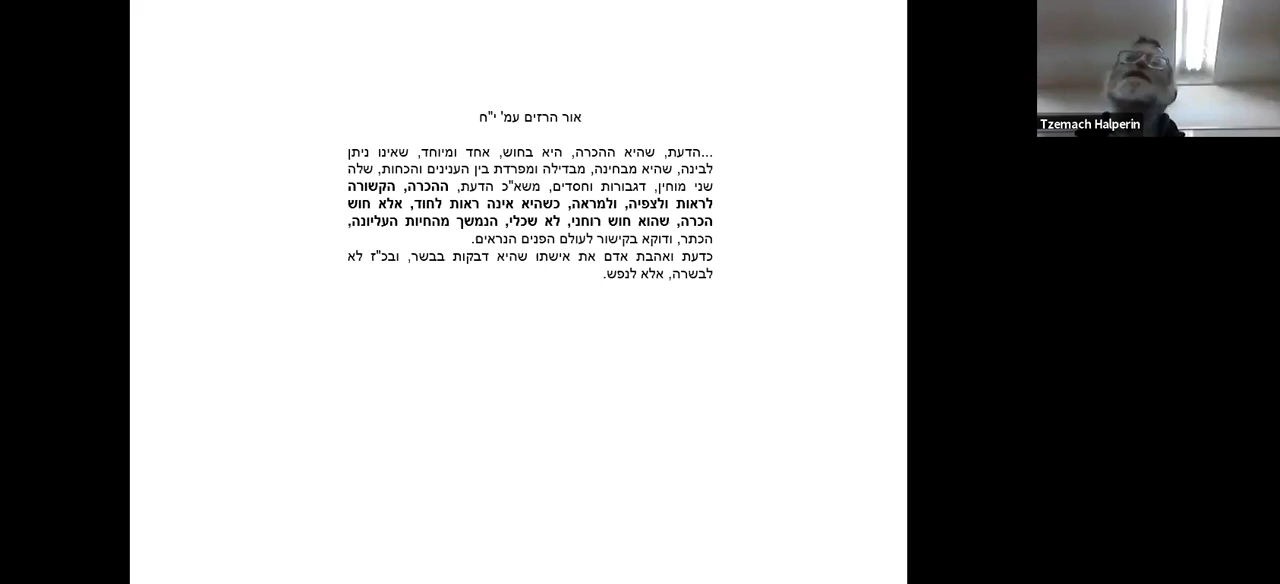 אור הרזים עמ' י"ח
...הדעת, שהיא ההכרה, היא בחוש, אחד ומיוחד, שאינו ניתן
לבינה, שהיא מבחינה, מבדילה ומפרדת בין הענינים והכחות, שלה
שני מוחין, דגבורות וחסדים, משא"כ הדעת, ההכרה, הקשורה
לראות ולצפיה, ולמראה, כשהיא אינה ראות לחוד, אלא חוש
הכרה, שהוא חוש רוחני, לא שכלי, הנמשך מהחיות העליונה,
הכתר, ודוקא בקישור לעולם הפנים הנראים.
כדעת ואהבת אדם את אישתו שהיא דבקות בבשר, ובכ"ז לא
לבשרה, אלא לנפש.
Tzemach Halperin